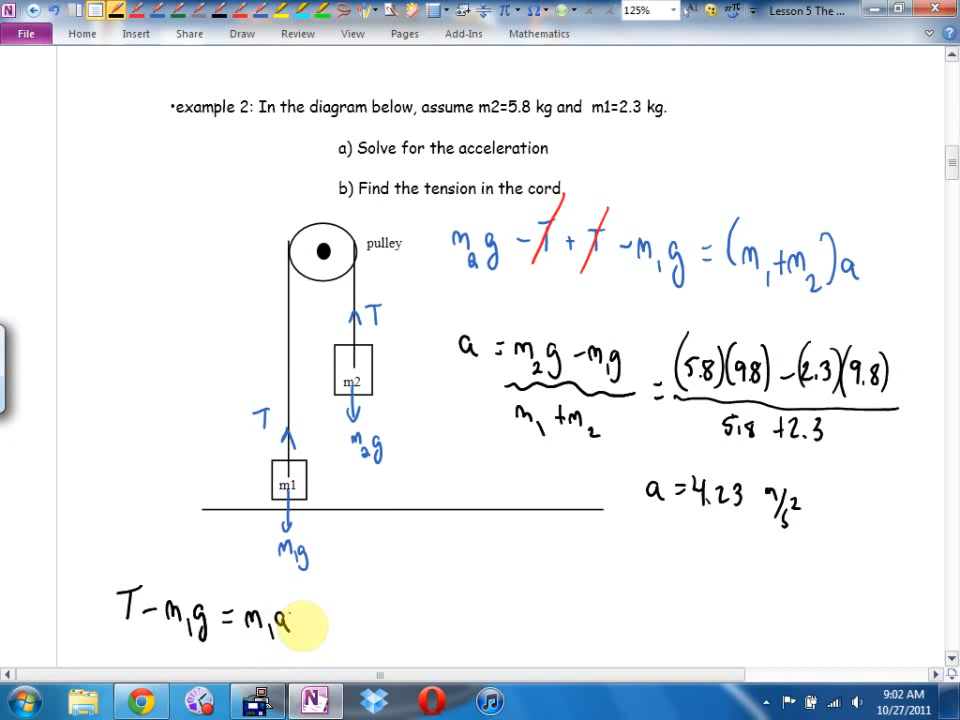 125%
Lesson 5 The ...
File Home Insert Share Draw Review View Pages Add-Ins Mathematics
•example 2: In the diagram below, assume m2=5.8 kg and m1=2.3 kg.
a) Solve for the acceleration
b) Find the tension in the cord
pulley
m₂g - T + T - m₁g = (m₁+m₂)a
T
a = m₂g - m₁g / m₁ + m₂ = (5.8)(9.8) - (2.3)(9.8) / 5.8 + 2.3
m2
T
m₂g
m1
a = 4.23 m/s²
m₁g
T - m₁g = m₁a
9:02 AM
10/27/2011